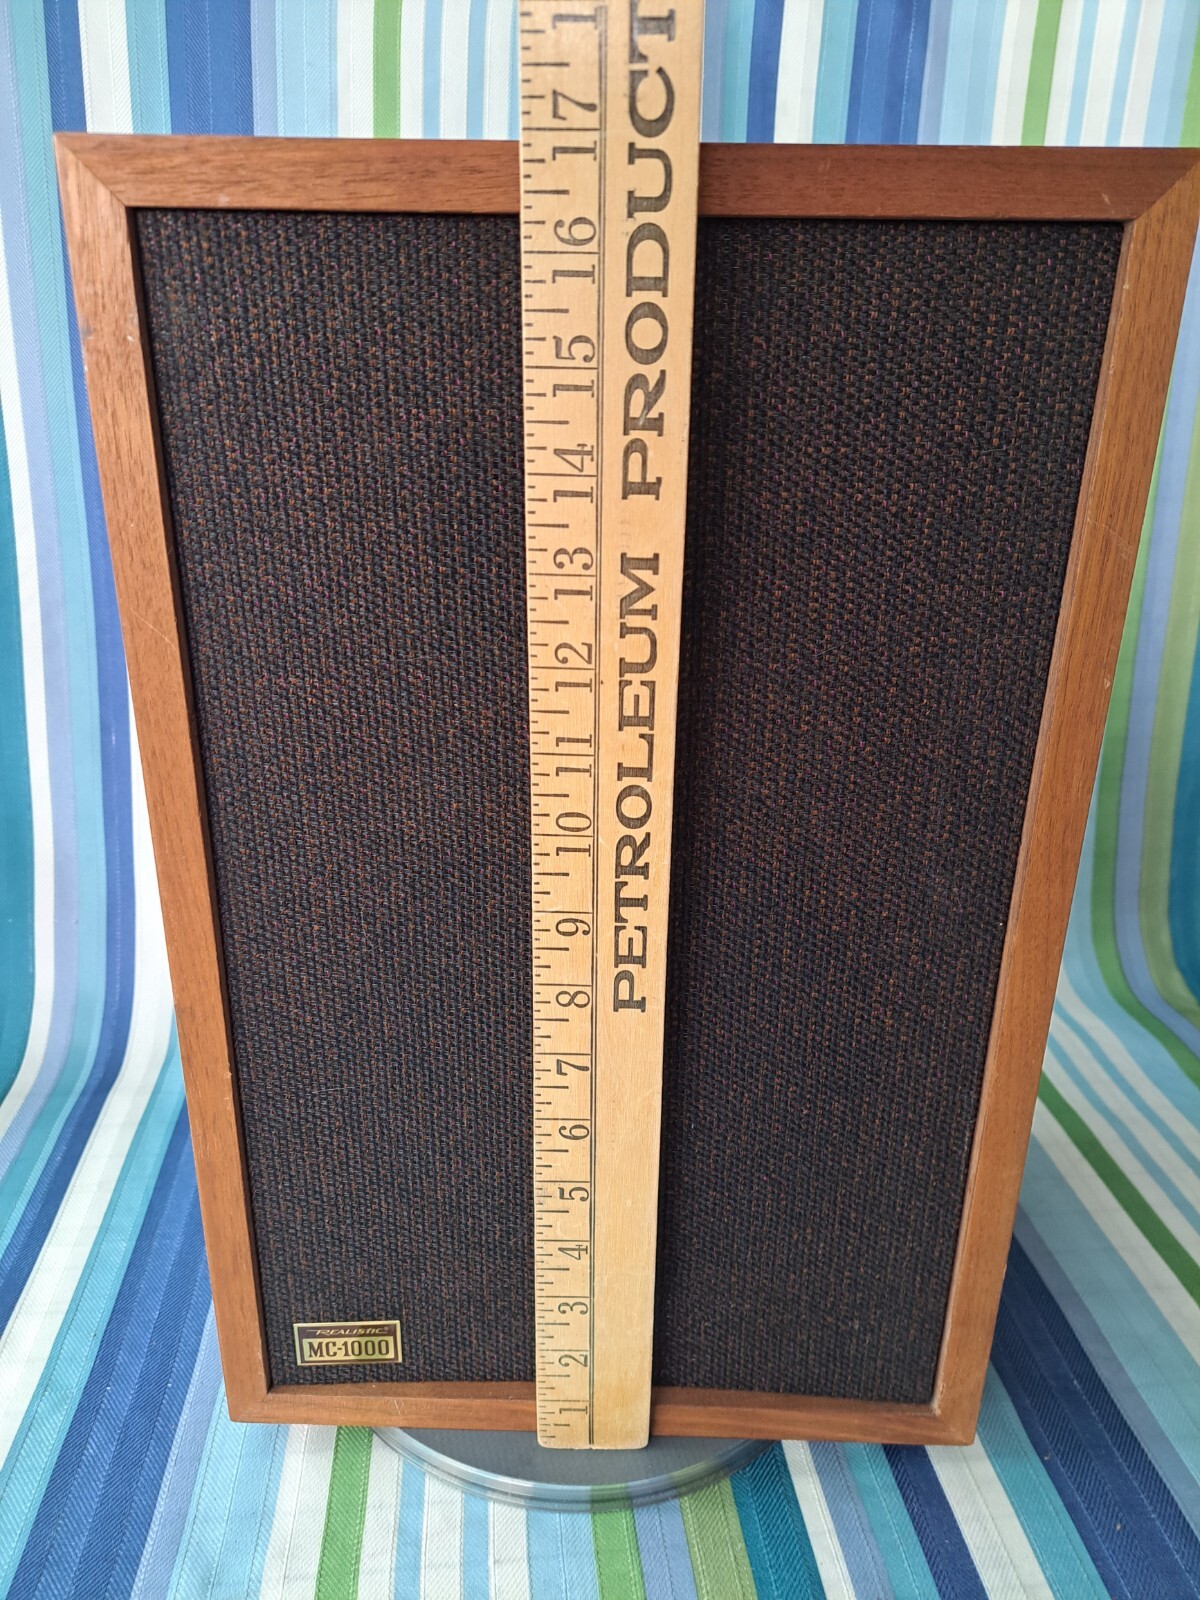 1 2 3 4 5 6 7 8 9 10 11 12 13 14 15 16 17 1
PETROLEUM PRODUCT
REALISTIC
MC-1000